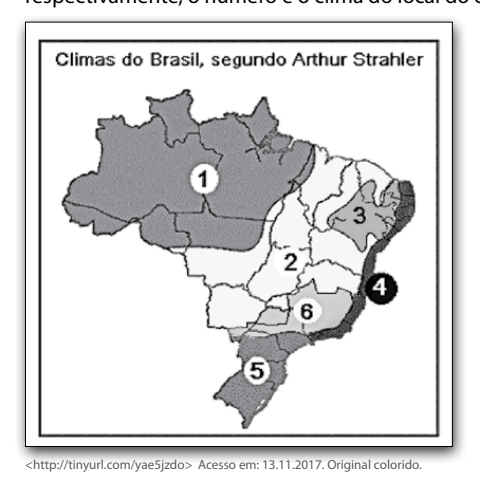 respectivamente, o número e o clima do local do
Climas do Brasil, segundo Arthur Strahler
1
3
2
4
6
5
<http://tinyurl.com/yae5jzdo> Acesso em: 13.11.2017. Original colorido.